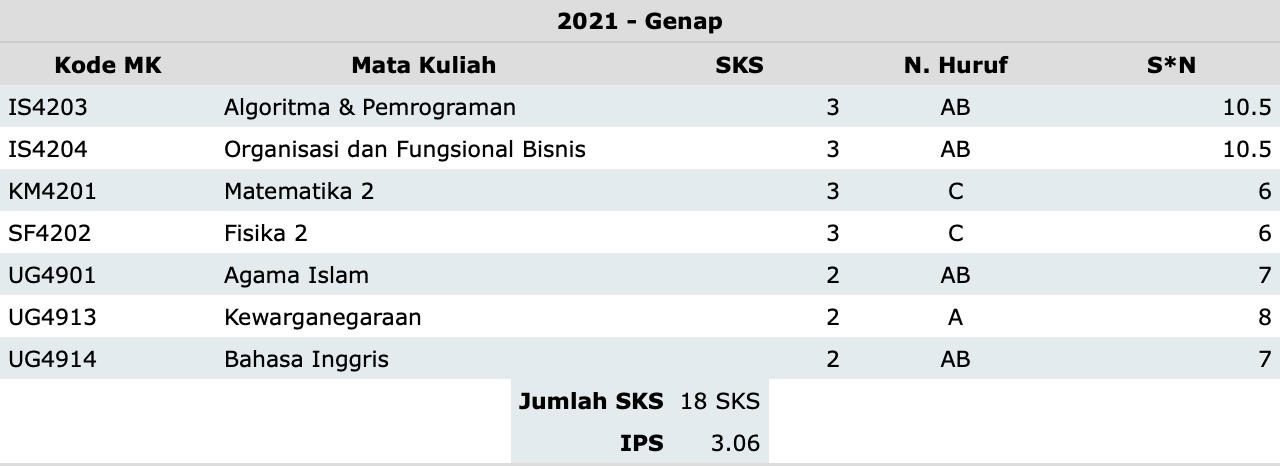 2021 - Genap
Kode MK Mata Kuliah SKS N. Huruf S*N
IS4203 Algoritma & Pemrograman 3 AB 10.5
IS4204 Organisasi dan Fungsional Bisnis 3 AB 10.5
KM4201 Matematika 2 3 C 6
SF4202 Fisika 2 3 C 6
UG4901 Agama Islam 2 AB 7
UG4913 Kewarganegaraan 2 A 8
UG4914 Bahasa Inggris 2 AB 7
Jumlah SKS 18 SKS
IPS 3.06